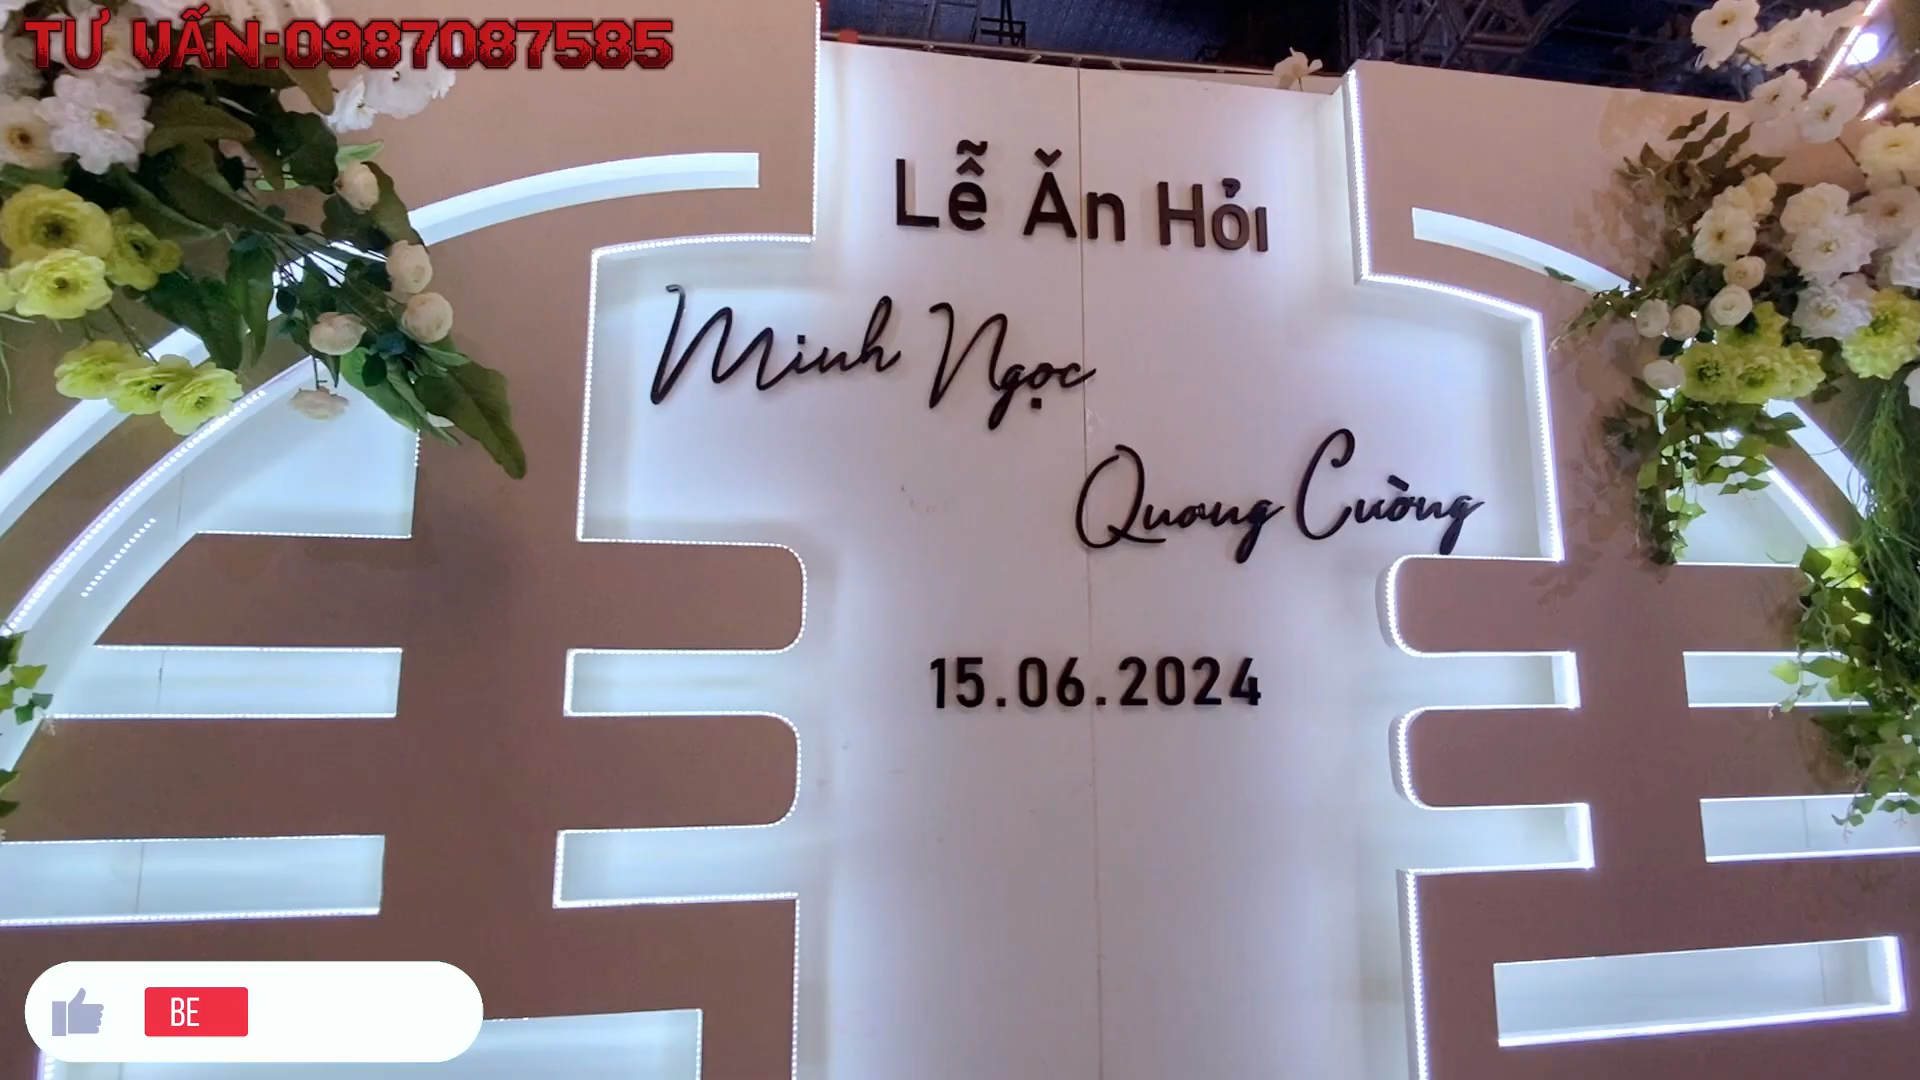 TƯ VẤN:0987087585
Lễ Ăn Hỏi
Minh Ngọc
Quang Cường
15.06.2024
BE